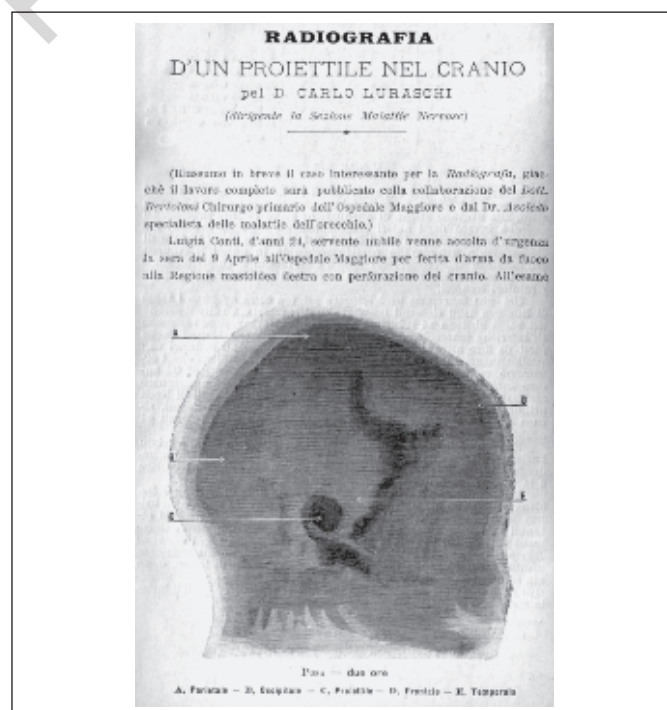 RADIOGRAFIA
D'UN PROIETTILE NEL CRANIO
pel D. CARLO LURASCHI
(dirigente la Sezione Malattie Nervose)
(Riassumo in breve il caso interessante per la Radiografia, giac-
chè il lavoro completo sarà pubblicato colla collaborazione del Dott.
Bertoloni Chirurgo primario dell'Ospedale Maggiore e dal Dr.
specialista delle malattie dell'orecchio.)
Luigia Conti, d'anni 24, servente nubile venne accolta d'urgenza
la sera del 9 Aprile all'Ospedale Maggiore per ferita d'arma da fuoco
alla Regione mastoidea destra con perforazione del cranio. All'esame
A
D
B
E
C
Posa — due ore
A, Parietale — B, Occipitale — C, Proiettile — D, Frontale — E, Temporale